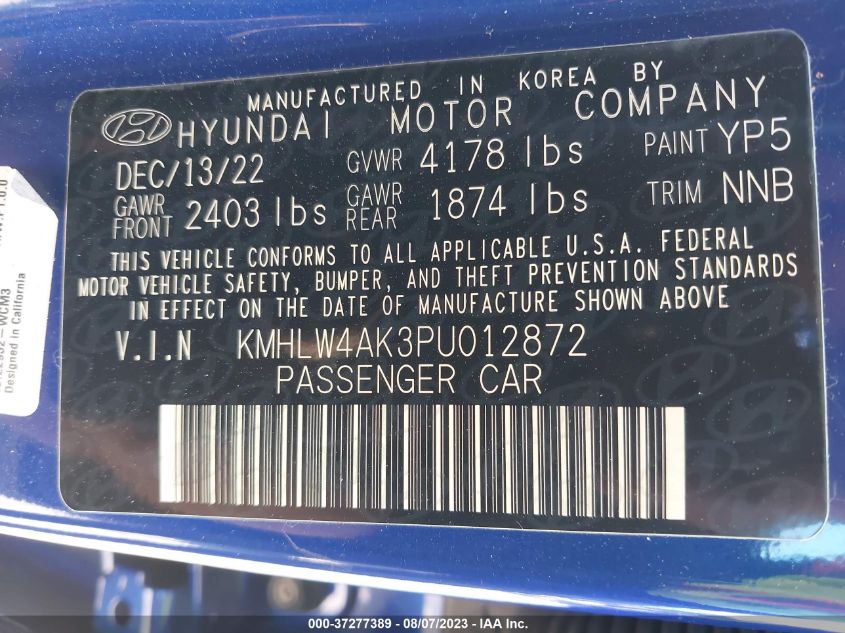 MANUFACTURED IN KOREA BY
HYUNDAI MOTOR COMPANY
DEC/13/22 GVWR 4178 lbs PAINT YP5
GAWR FRONT 2403 lbs GAWR REAR 1874 lbs TRIM NNB
THIS VEHICLE CONFORMS TO ALL APPLICABLE U.S.A. FEDERAL
MOTOR VEHICLE SAFETY, BUMPER, AND THEFT PREVENTION STANDARDS
IN EFFECT ON THE DATE OF MANUFACTURE SHOWN ABOVE
V.I.N KMHLW4AK3PU012872
PASSENGER CAR
WCM3
Designed in California
000-37277389 - 08/07/2023 - IAA Inc.